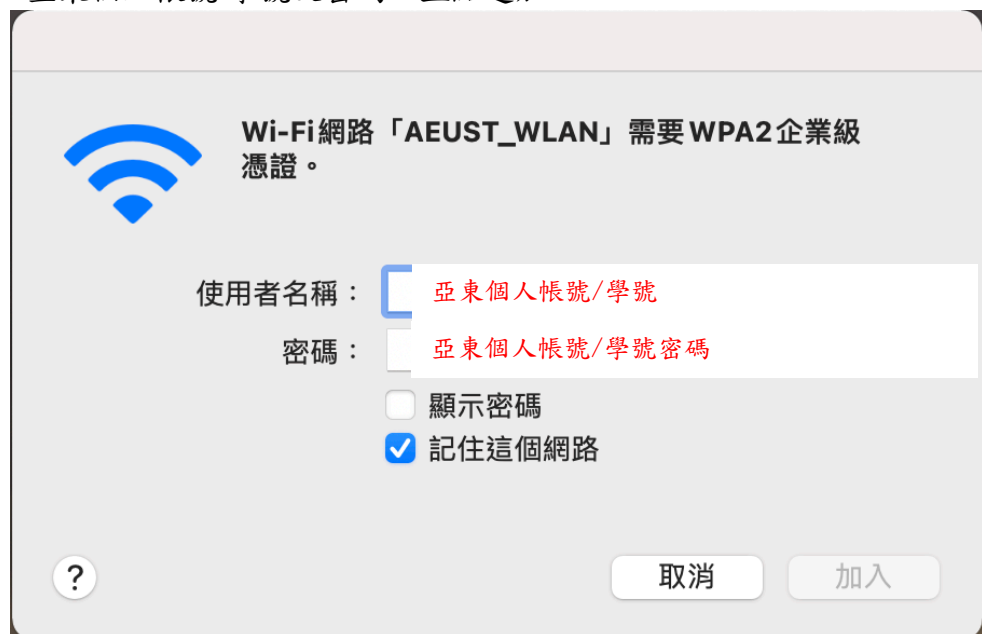 Wi-Fi網路「AEUST_WLAN」需要WPA2企業級
憑證。
使用者名稱： 亞東個人帳號/學號
密碼： 亞東個人帳號/學號密碼
顯示密碼
記住這個網路
?
取消 加入